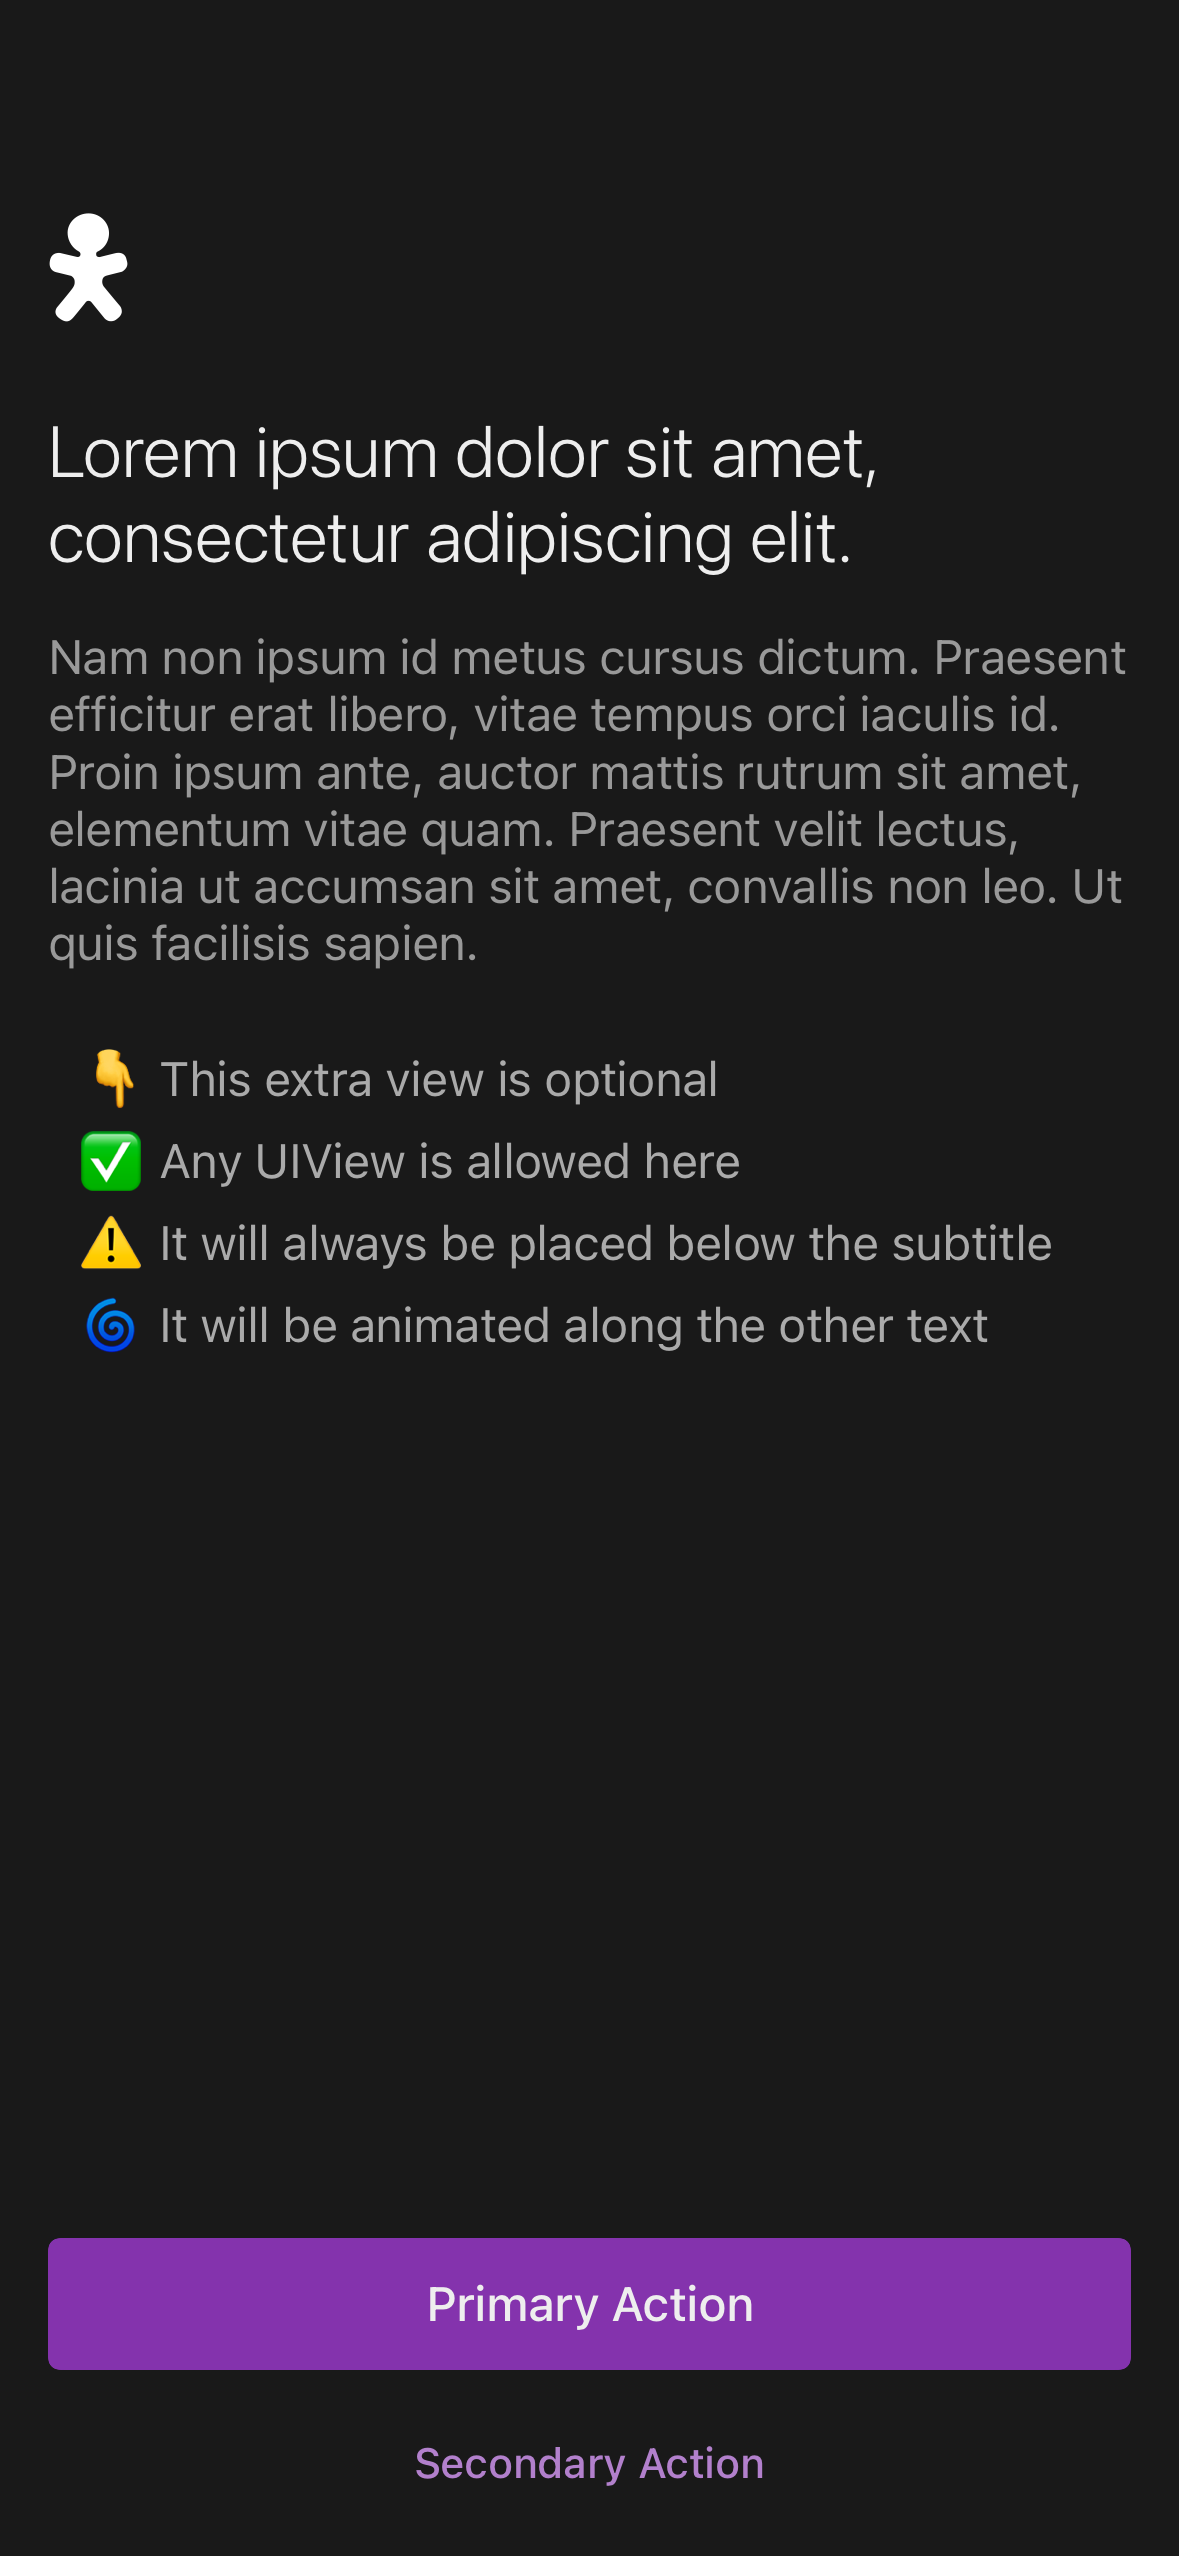 Lorem ipsum dolor sit amet,
consectetur adipiscing elit.
Nam non ipsum id metus cursus dictum. Praesent
efficitur erat libero, vitae tempus orci iaculis id.
Proin ipsum ante, auctor mattis rutrum sit amet,
elementum vitae quam. Praesent velit lectus,
lacinia ut accumsan sit amet, convallis non leo. Ut
quis facilisis sapien.
👇 This extra view is optional
✅ Any UIView is allowed here
⚠️ It will always be placed below the subtitle
🌀 It will be animated along the other text
Primary Action
Secondary Action